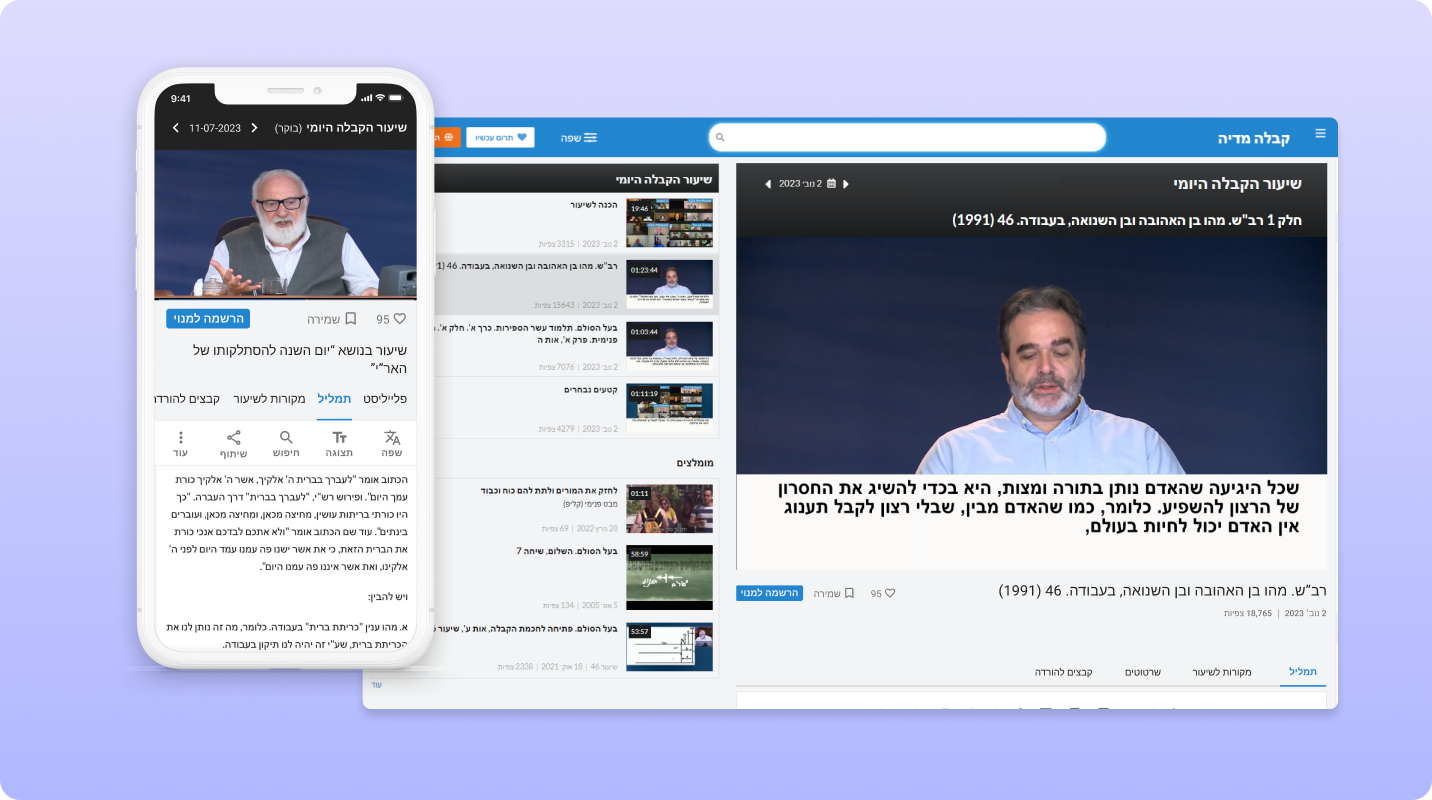 9:41
שיעור הקבלה היומי (בוקר)
11-07-2023
95
שמירה
הרשמה למנוי
שיעור בנושא "יום השנה להסתלקותו של
האר"י"
פלייליסט
תמליל
מקורות לשיעור
קבצים להורדה
שפה
תצוגה
חיפוש
שיתוף
עוד
הכתוב אומר "לעברך בברית ה' אלקיך, אשר ה' אלקיך כורת
עמך היום". ופירוש רש"י, "לעברך בברית" דרך העברה. "כך
היו כורתי בריתות עושין, מחיצה מכאן, ומחיצה מכאן, ועוברים
בינתים". עוד שם הכתוב אומר "ולא אתכם לבדכם אנכי כורת
את הברית הזאת, כי את אשר ישנו פה עמנו עמד היום לפני ה'
אלקינו, ואת אשר איננו פה עמנו היום".
ויש להבין:
א. מהו ענין "כריתת ברית" בעבודה. כלומר, מה זה נותן לנו את
הכריתת ברית, שע"י זה יהיה לנו תיקון בעבודה.
קבלה מדיה
שפה
תרום עכשיו
שיעור הקבלה היומי
2 נוב׳ 2023
חלק 1 רב"ש. מהו בן האהובה ובן השנואה, בעבודה. 46 (1991)
שכל היגיעה שהאדם נותן בתורה ומצות, היא בכדי להשיג את החסרון
של הרצון להשפיע. כלומר, כמו שהאדם מבין, שבלי רצון לקבל תענוג
אין האדם יכול לחיות בעולם,
רב"ש. מהו בן האהובה ובן השנואה, בעבודה. 46 (1991)
95
שמירה
הרשמה למנוי
2 נוב׳ 2023 | 18,765 צפיות
תמליל
מקורות לשיעור
שרטוטים
קבצים להורדה
שיעור הקבלה היומי
19:46
הכנה לשיעור
2 נוב׳ 2023 | 3315 צפיות
01:23:44
רב"ש. מהו בן האהובה ובן השנואה, בעבודה. 46
2 נוב׳ 2023 | 15643 צפיות
01:03:44
בעל הסולם. תלמוד עשר הספירות. כרך א'. חלק א'.
פנימית. פרק א', אות ה
2 נוב׳ 2023 | 7076 צפיות
01:11:19
קטעים נבחרים
2 נוב׳ 2023 | 4279 צפיות
מומלצים
01:11
לחזק את המורים ולתת להם כוח וכבוד
מבט פנימי (קליפ)
28 מרץ 2022 | 69 צפיות
58:59
בעל הסולם. השלום, שיחה 7
5 אוג׳ 2005 | 134 צפיות
53:57
בעל הסולם. פתיחה לחכמת הקבלה, אות ע', שיעור
שיעור 46 | 18 אוק׳ 2021 | 2338 צפיות
עוד